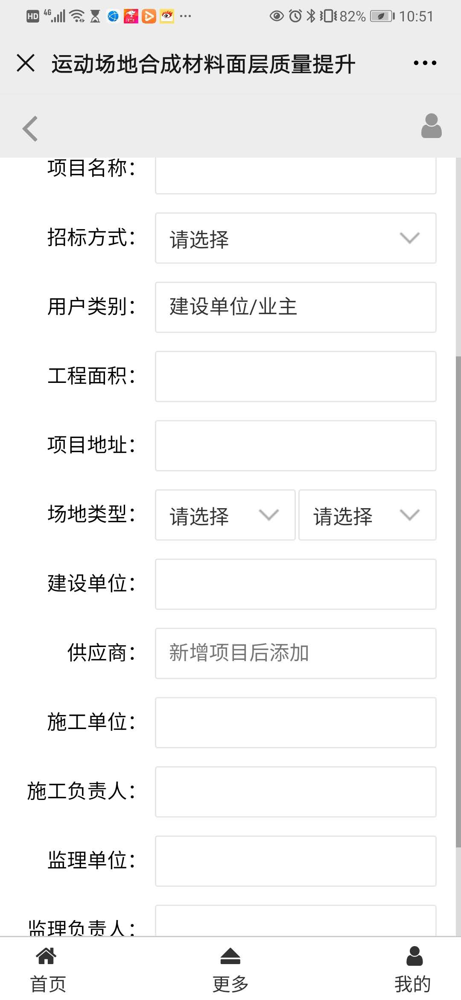 HD 4G 82% 10:51
运动场地合成材料面层质量提升
项目名称：
招标方式： 请选择
用户类别： 建设单位/业主
工程面积：
项目地址：
场地类型： 请选择 请选择
建设单位：
供应商： 新增项目后添加
施工单位：
施工负责人：
监理单位：
监理负责人：
首页 更多 我的